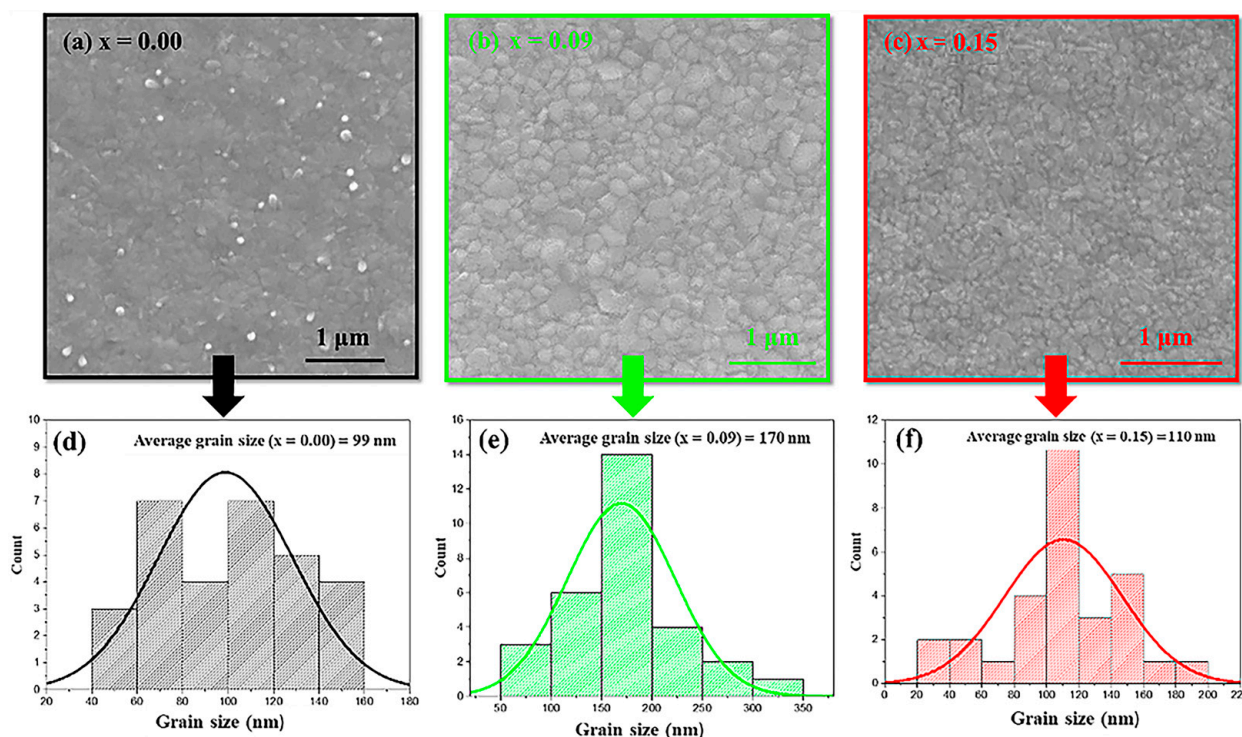 (a) x = 0.00
(b) x = 0.09
(c) x = 0.15
1 μm
1 μm
1 μm
(d)
Average grain size (x = 0.00) = 99 nm
10
9
8
7
6
5
4
3
2
1
0
Count
20 40 60 80 100 120 140 160 180
Grain size (nm)
(e)
Average grain size (x = 0.09) = 170 nm
16
14
12
10
8
6
4
2
0
Count
50 100 150 200 250 300 350
Grain size (nm)
(f)
Average grain size (x = 0.15) = 110 nm
12
10
8
6
4
2
0
Count
0 20 40 60 80 100 120 140 160 180 200 220
Grain size (nm)